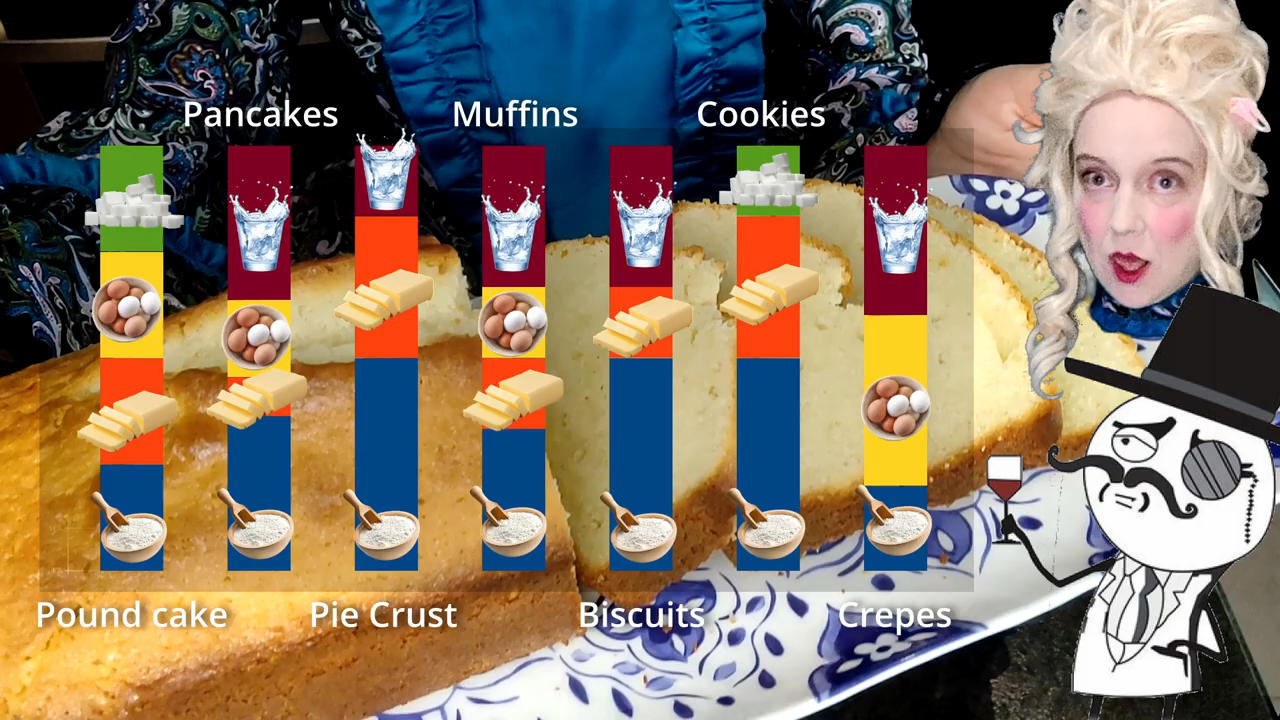 Pancakes
Muffins
Cookies
Pound cake
Pie Crust
Biscuits
Crepes